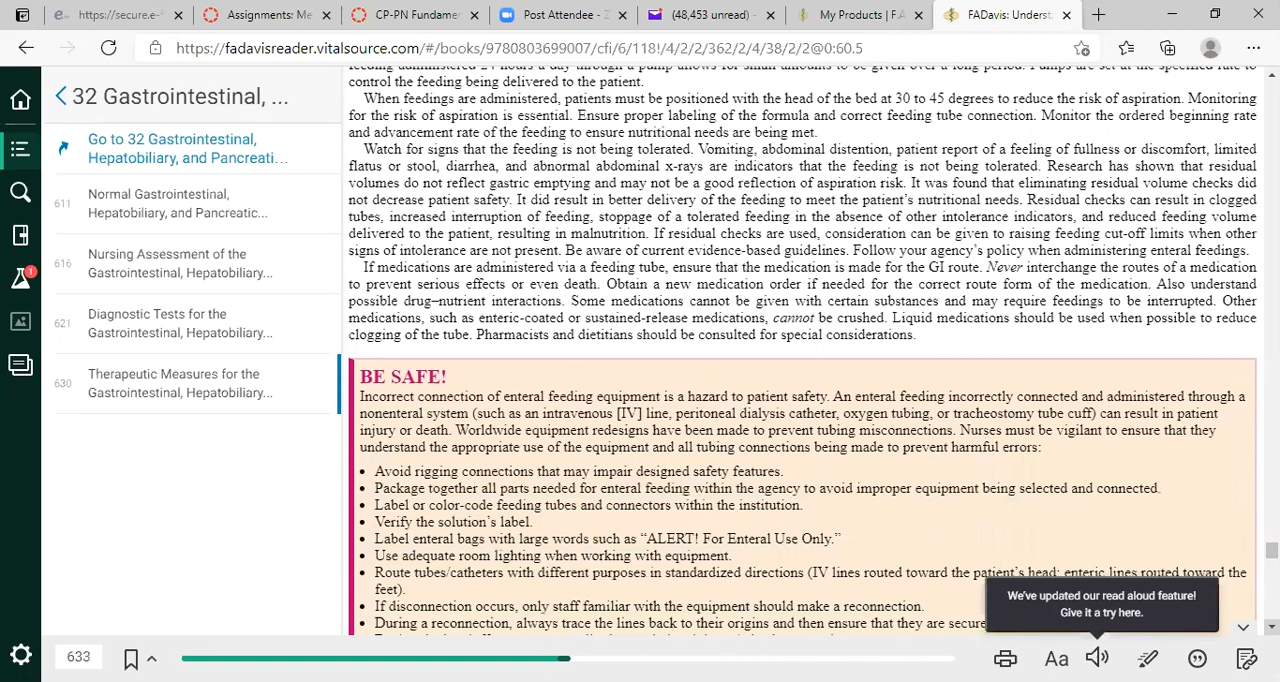 https://secure.e-
Assignments: Me
CP-PN Fundame
Post Attendee - Z
(48,453 unread) -
My Products | F.A
FADavis: Underst
https://fadavisreader.vitalsource.com/#/books/9780803699007/cfi/6/118!/4/2/2/362/2/4/38/2/2@0:60.5
32 Gastrointestinal, ...
Go to 32 Gastrointestinal,
Hepatobiliary, and Pancreati...
611
Normal Gastrointestinal,
Hepatobiliary, and Pancreatic...
616
Nursing Assessment of the
Gastrointestinal, Hepatobiliary...
621
Diagnostic Tests for the
Gastrointestinal, Hepatobiliary...
630
Therapeutic Measures for the
Gastrointestinal, Hepatobiliary...
1
feeding administered 24 hours a day through a pump allows for small amounts to be given over a long period. Pumps are set at the specified rate to
control the feeding being delivered to the patient.
When feedings are administered, patients must be positioned with the head of the bed at 30 to 45 degrees to reduce the risk of aspiration. Monitoring
for the risk of aspiration is essential. Ensure proper labeling of the formula and correct feeding tube connection. Monitor the ordered beginning rate
and advancement rate of the feeding to ensure nutritional needs are being met.
Watch for signs that the feeding is not being tolerated. Vomiting, abdominal distention, patient report of a feeling of fullness or discomfort, limited
flatus or stool, diarrhea, and abnormal abdominal x-rays are indicators that the feeding is not being tolerated. Research has shown that residual
volumes do not reflect gastric emptying and may not be a good reflection of aspiration risk. It was found that eliminating residual volume checks did
not decrease patient safety. It did result in better delivery of the feeding to meet the patient's nutritional needs. Residual checks can result in clogged
tubes, increased interruption of feeding, stoppage of a tolerated feeding in the absence of other intolerance indicators, and reduced feeding volume
delivered to the patient, resulting in malnutrition. If residual checks are used, consideration can be given to raising feeding cut-off limits when other
signs of intolerance are not present. Be aware of current evidence-based guidelines. Follow your agency's policy when administering enteral feedings.
If medications are administered via a feeding tube, ensure that the medication is made for the GI route. Never interchange the routes of a medication
to prevent serious effects or even death. Obtain a new medication order if needed for the correct route form of the medication. Also understand
possible drug–nutrient interactions. Some medications cannot be given with certain substances and may require feedings to be interrupted. Other
medications, such as enteric-coated or sustained-release medications, cannot be crushed. Liquid medications should be used when possible to reduce
clogging of the tube. Pharmacists and dietitians should be consulted for special considerations.
BE SAFE!
Incorrect connection of enteral feeding equipment is a hazard to patient safety. An enteral feeding incorrectly connected and administered through a
nonenteral system (such as an intravenous [IV] line, peritoneal dialysis catheter, oxygen tubing, or tracheostomy tube cuff) can result in patient
injury or death. Worldwide equipment redesigns have been made to prevent tubing misconnections. Nurses must be vigilant to ensure that they
understand the appropriate use of the equipment and all tubing connections being made to prevent harmful errors:
• Avoid rigging connections that may impair designed safety features.
• Package together all parts needed for enteral feeding within the agency to avoid improper equipment being selected and connected.
• Label or color-code feeding tubes and connectors within the institution.
• Verify the solution's label.
• Label enteral bags with large words such as “ALERT! For Enteral Use Only.”
• Use adequate room lighting when working with equipment.
• Route tubes/catheters with different purposes in standardized directions (IV lines routed toward the patient's head; enteric lines routed toward the
feet).
• If disconnection occurs, only staff familiar with the equipment should make a reconnection.
• During a reconnection, always trace the lines back to their origins and then ensure that they are secure
We've updated our read aloud feature!
Give it a try here.
633
Aa